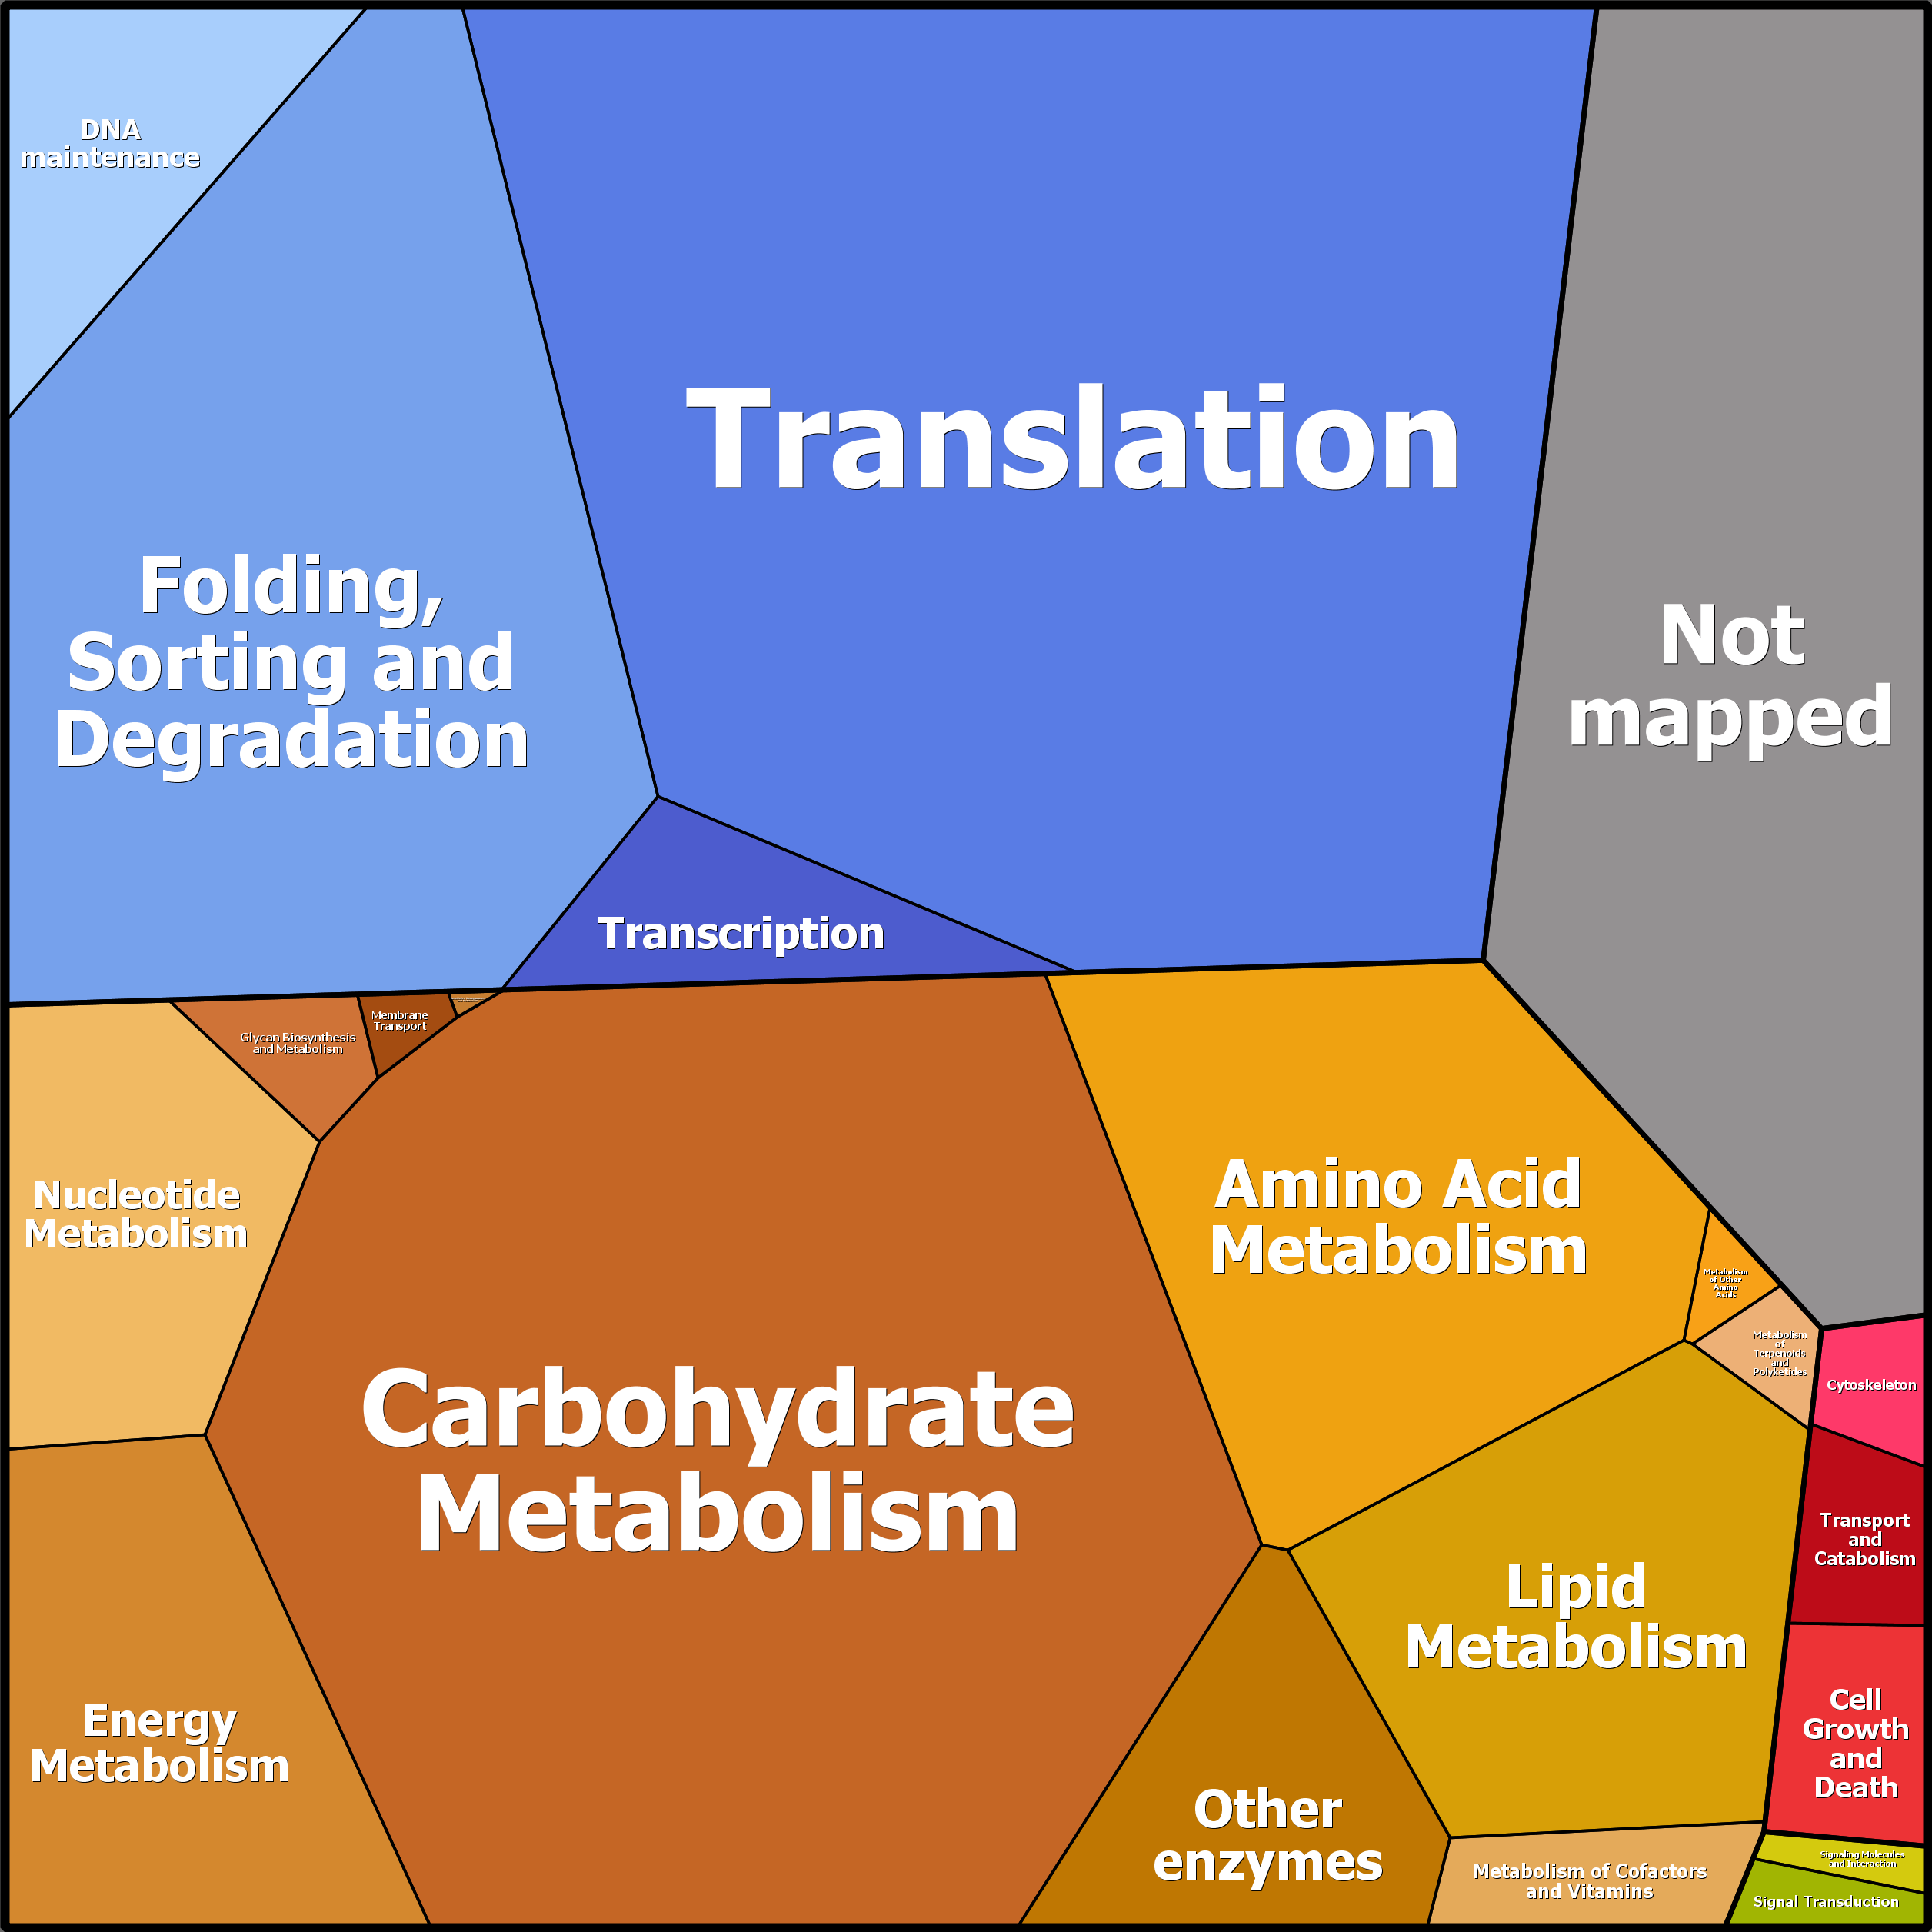 DNA
maintenance
Translation
Folding,
Sorting and
Degradation
Not
mapped
Transcription
Membrane
Transport
Glycan Biosynthesis
and Metabolism
Nucleotide
Metabolism
Amino Acid
Metabolism
Metabolism
of Other
Amino
Acids
Metabolism
of
Terpenoids
and
Polyketides
Cytoskeleton
Carbohydrate
Metabolism
Transport
and
Catabolism
Lipid
Metabolism
Energy
Metabolism
Cell
Growth
and
Death
Other
enzymes
Metabolism of Cofactors
and Vitamins
Signaling Molecules
and Interaction
Signal Transduction